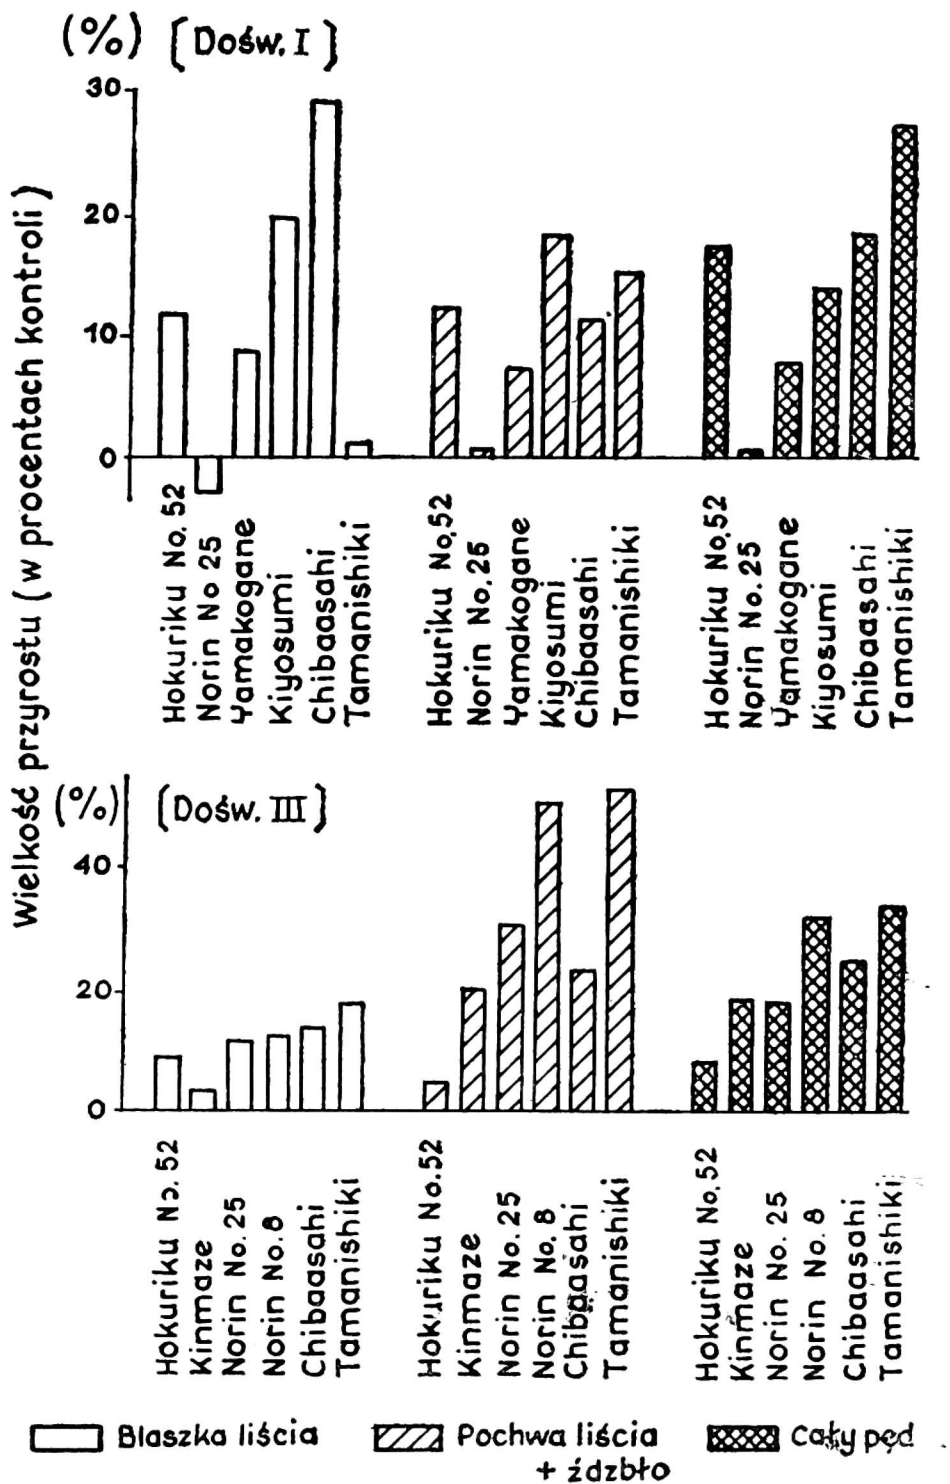 (%) [Dośw. I]
Wielkość przyrostu (w procentach kontroli)
30
20
10
0
Hokuriku No. 52
Norin No 25
Yamakogane
Kiyosumi
Chibaasahi
Tamanishiki
Hokuriku No. 52
Norin No. 25
Yamakogane
Kiyosumi
Chibaasahi
Tamanishiki
Hokuriku No. 52
Norin No. 25
Yamakogane
Kiyosumi
Chibaasahi
Tamanishiki
(%) [Dośw. III]
40
20
0
Hokuriku No. 52
Kinmaze
Norin No. 25
Norin No. 8
Chibaasahi
Tamanishiki
Hokuriku No. 52
Kinmaze
Norin No. 25
Norin No. 8
Chibaasahi
Tamanishiki
Hokuriku No. 52
Kinmaze
Norin No. 25
Norin No. 8
Chibaasahi
Tamanishiki
Blaszka liścia
Pochwa liścia
+ źdźbło
Cały pęd